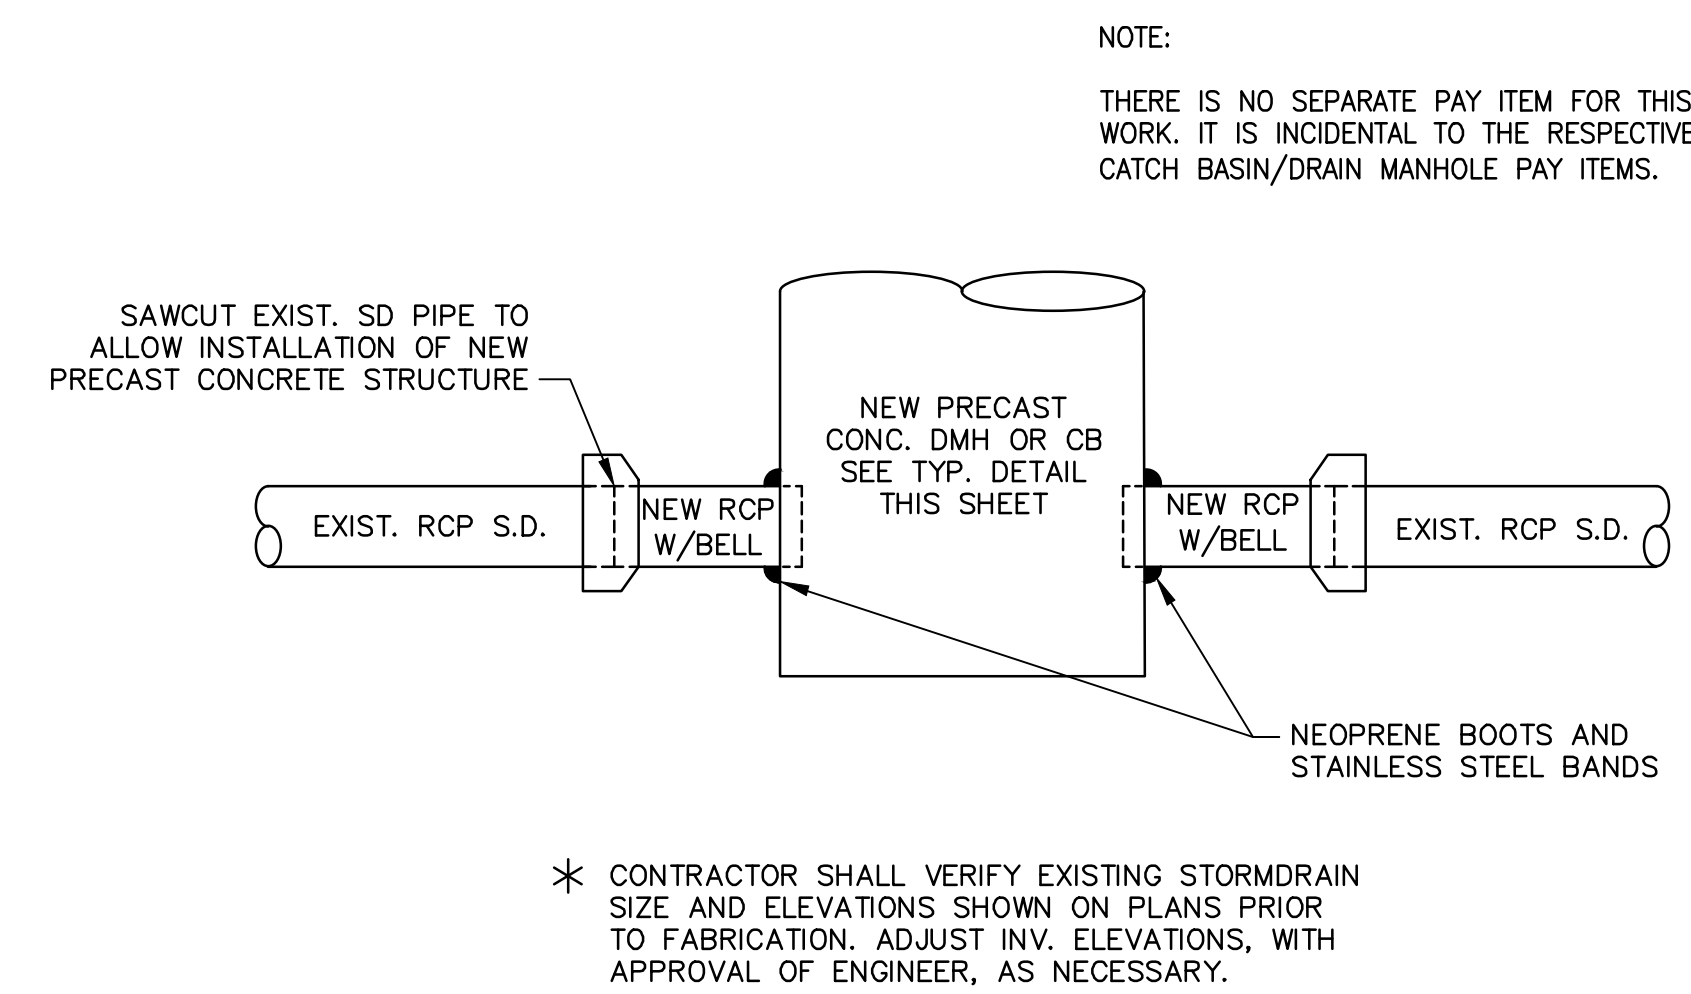 NOTE:
THERE IS NO SEPARATE PAY ITEM FOR THIS
WORK. IT IS INCIDENTAL TO THE RESPECTIVE
CATCH BASIN/DRAIN MANHOLE PAY ITEMS.
SAWCUT EXIST. SD PIPE TO
ALLOW INSTALLATION OF NEW
PRECAST CONCRETE STRUCTURE
NEW PRECAST
CONC. DMH OR CB
SEE TYP. DETAIL
THIS SHEET
EXIST. RCP S.D.
NEW RCP
W/BELL
NEW RCP
W/BELL
EXIST. RCP S.D.
NEOPRENE BOOTS AND
STAINLESS STEEL BANDS
* CONTRACTOR SHALL VERIFY EXISTING STORMDRAIN
SIZE AND ELEVATIONS SHOWN ON PLANS PRIOR
TO FABRICATION. ADJUST INV. ELEVATIONS, WITH
APPROVAL OF ENGINEER, AS NECESSARY.